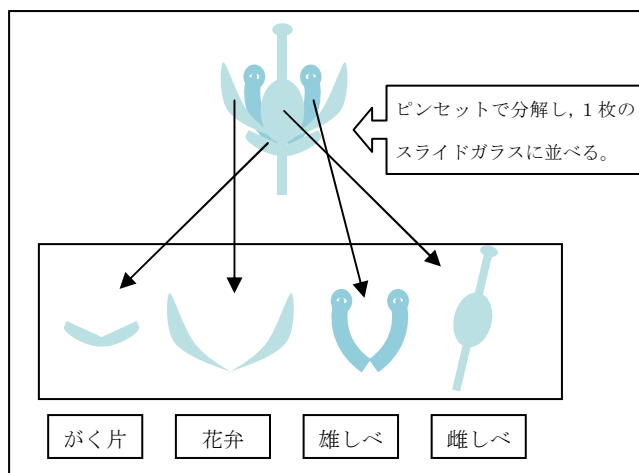 ピンセットで分解し，1枚の
スライドガラスに並べる。
がく片
花弁
雄しべ
雌しべ